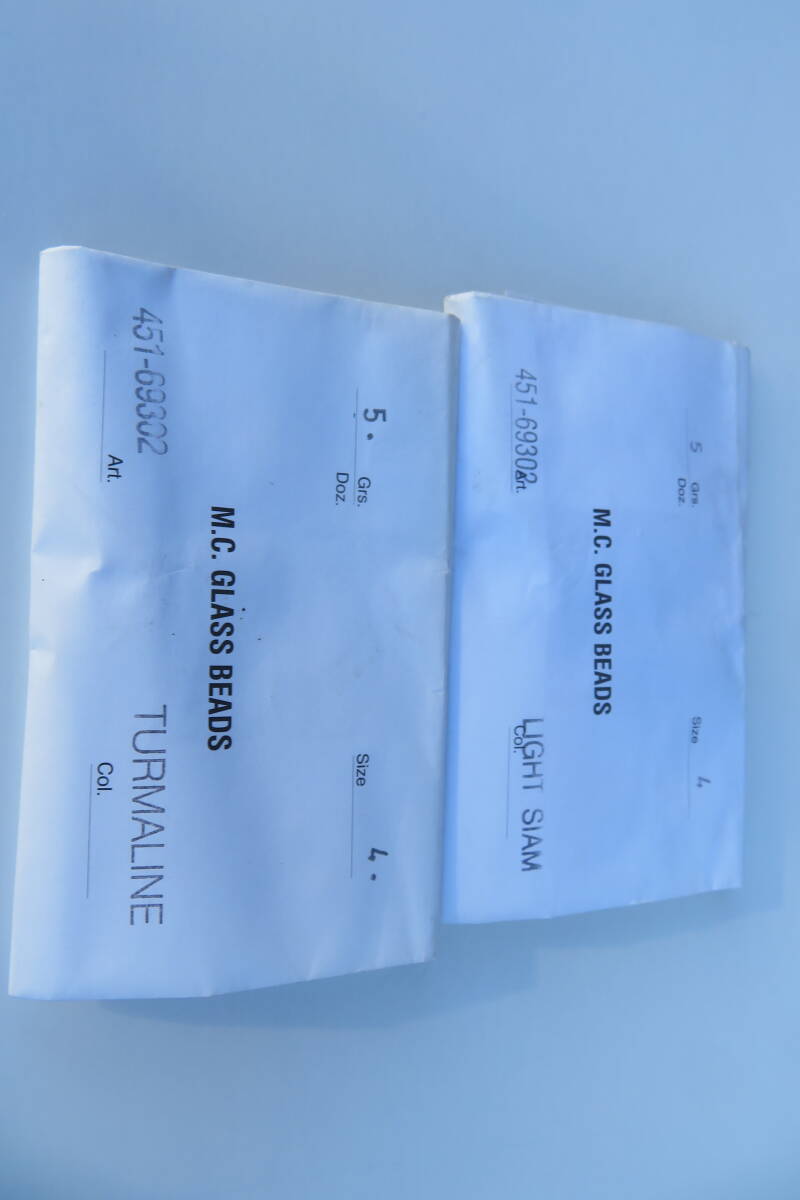 5. Grs.
Doz.
Size 4.
M.C. GLASS BEADS
451-69302
Art.
TURMALINE
Col.
5 Grs.
Doz.
Size 4
M.C. GLASS BEADS
451-69302
Art.
LIGHT SIAM
Col.